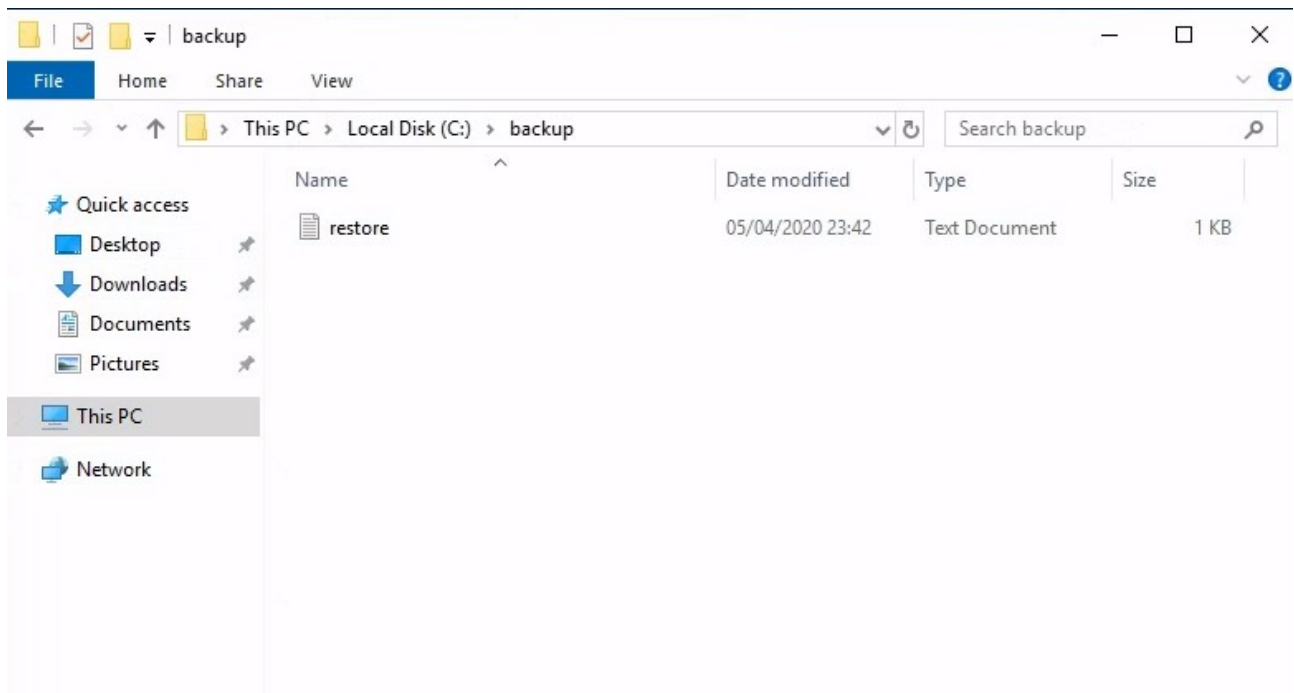 backup
File Home Share View
This PC > Local Disk (C:) > backup Search backup
Name Date modified Type Size
Quick access
restore 05/04/2020 23:42 Text Document 1 KB
Desktop
Downloads
Documents
Pictures
This PC
Network